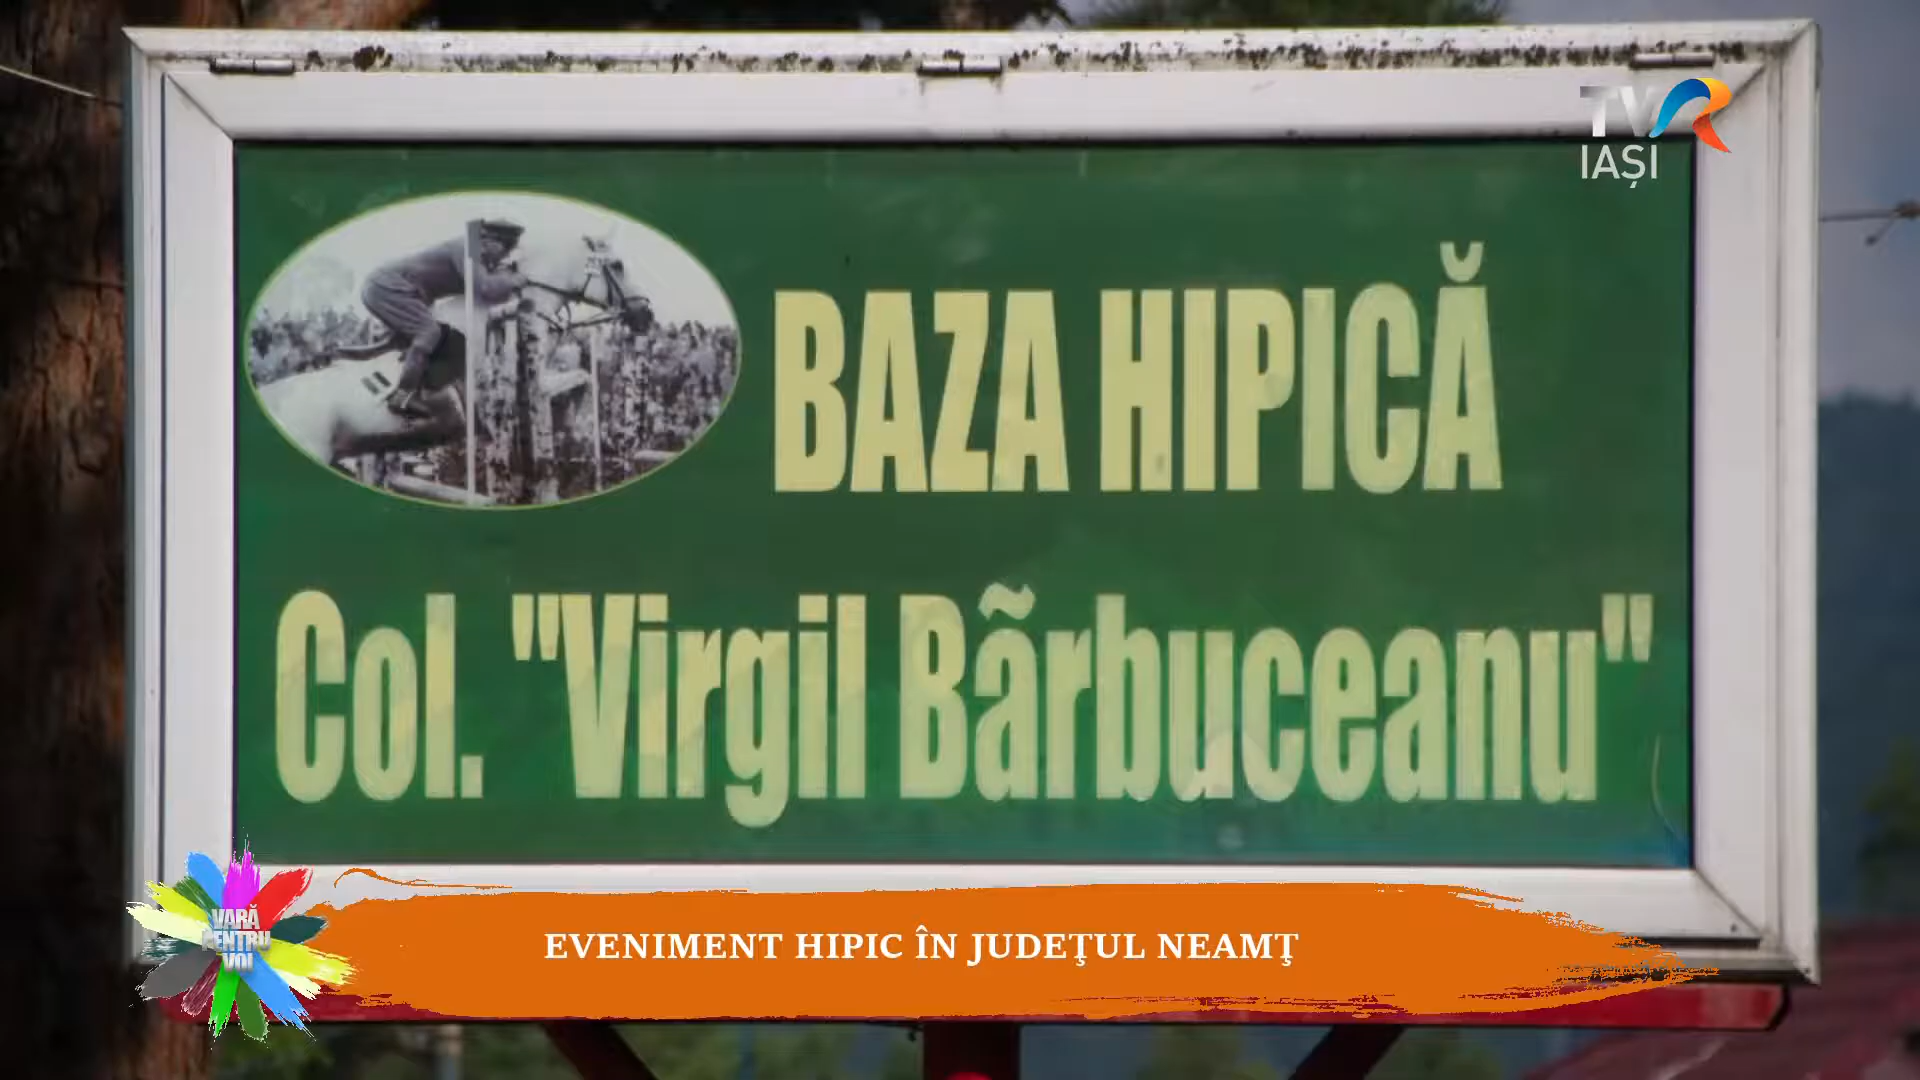 TVR
IAȘI
BAZA HIPICĂ
Col. "Virgil Bãrbuceanu"
VARĂ
PENTRU
VOI
EVENIMENT HIPIC ÎN JUDEŢUL NEAMŢ